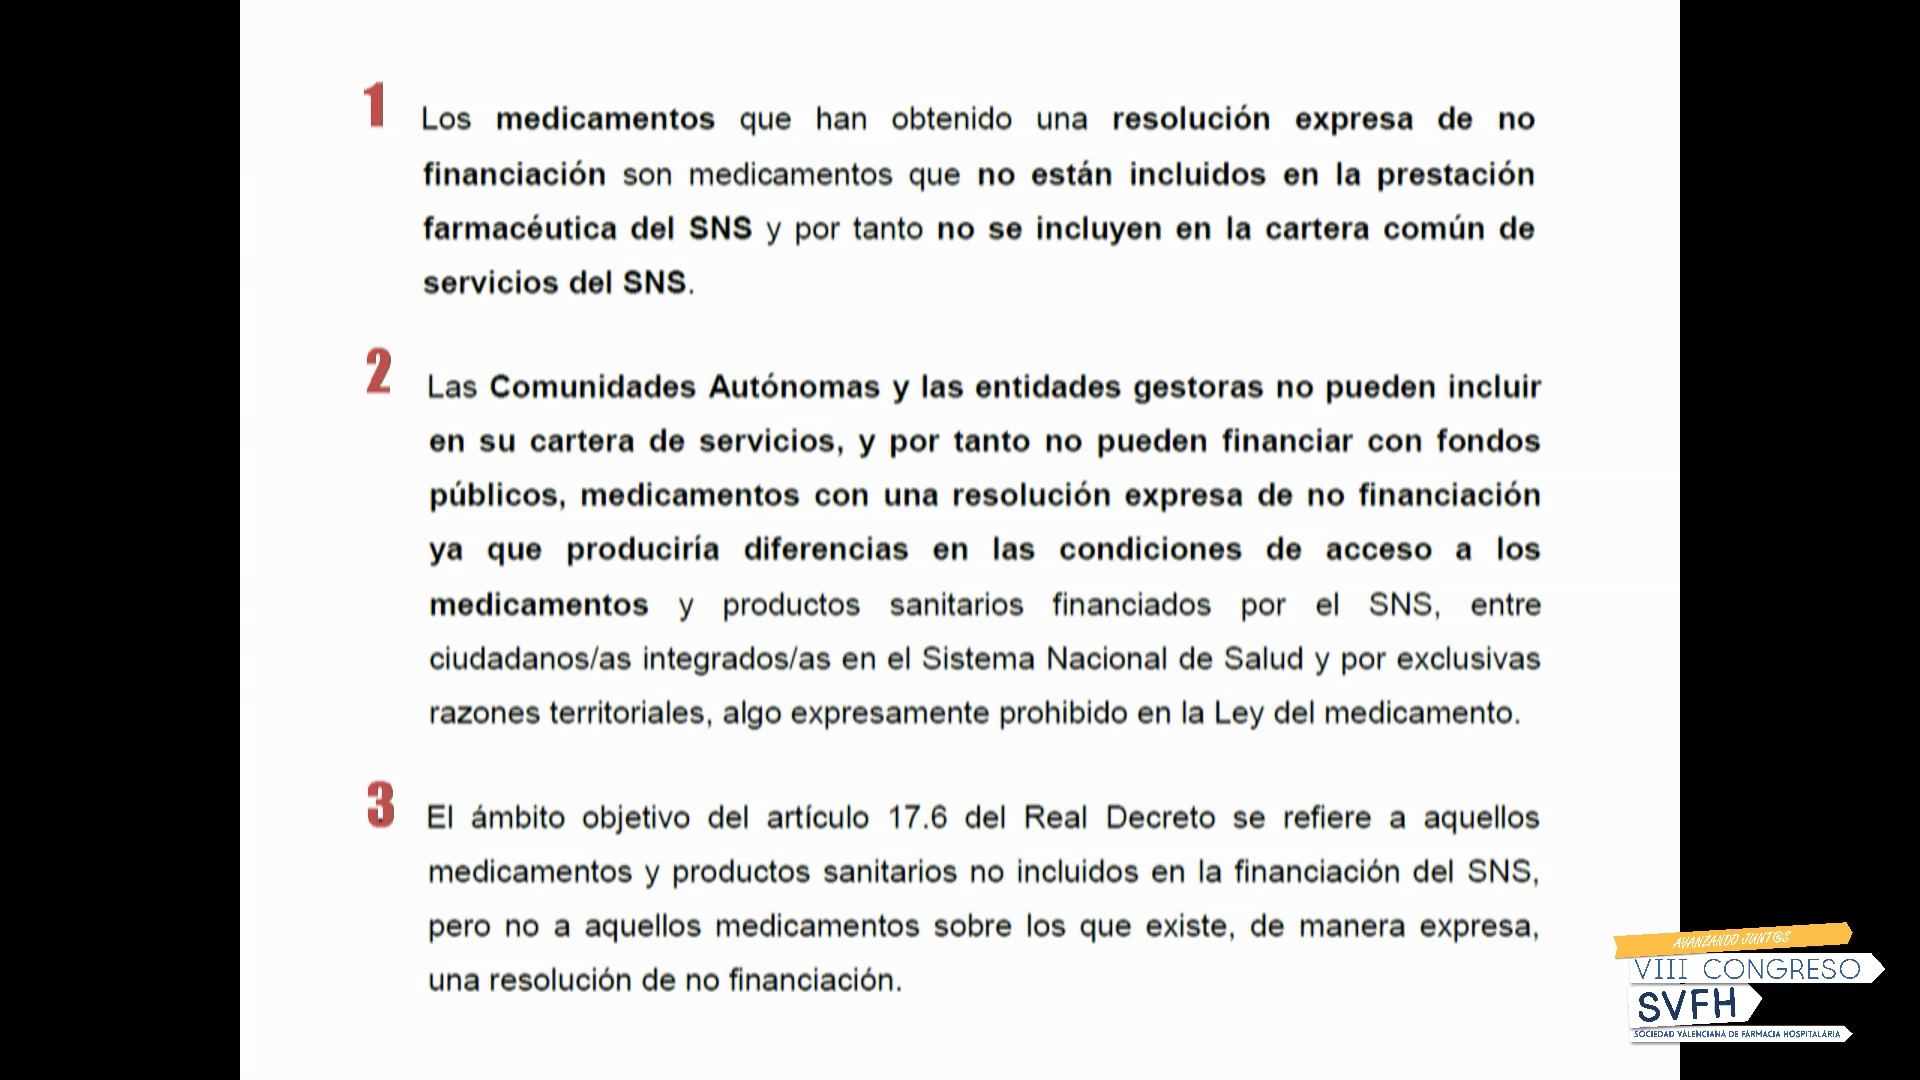 1
Los medicamentos que han obtenido una resolución expresa de no
financiación son medicamentos que no están incluidos en la prestación
farmacéutica del SNS y por tanto no se incluyen en la cartera común de
servicios del SNS.
2
Las Comunidades Autónomas y las entidades gestoras no pueden incluir
en su cartera de servicios, y por tanto no pueden financiar con fondos
públicos, medicamentos con una resolución expresa de no financiación
ya que produciría diferencias en las condiciones de acceso a los
medicamentos y productos sanitarios financiados por el SNS, entre
ciudadanos/as integrados/as en el Sistema Nacional de Salud y por exclusivas
razones territoriales, algo expresamente prohibido en la Ley del medicamento.
3
El ámbito objetivo del artículo 17.6 del Real Decreto se refiere a aquellos
medicamentos y productos sanitarios no incluidos en la financiación del SNS,
pero no a aquellos medicamentos sobre los que existe, de manera expresa,
una resolución de no financiación.
AVANZANDO JUNT@S
VIII CONGRESO
SVFH
SOCIEDAD VALENCIANA DE FARMACIA HOSPITALARIA